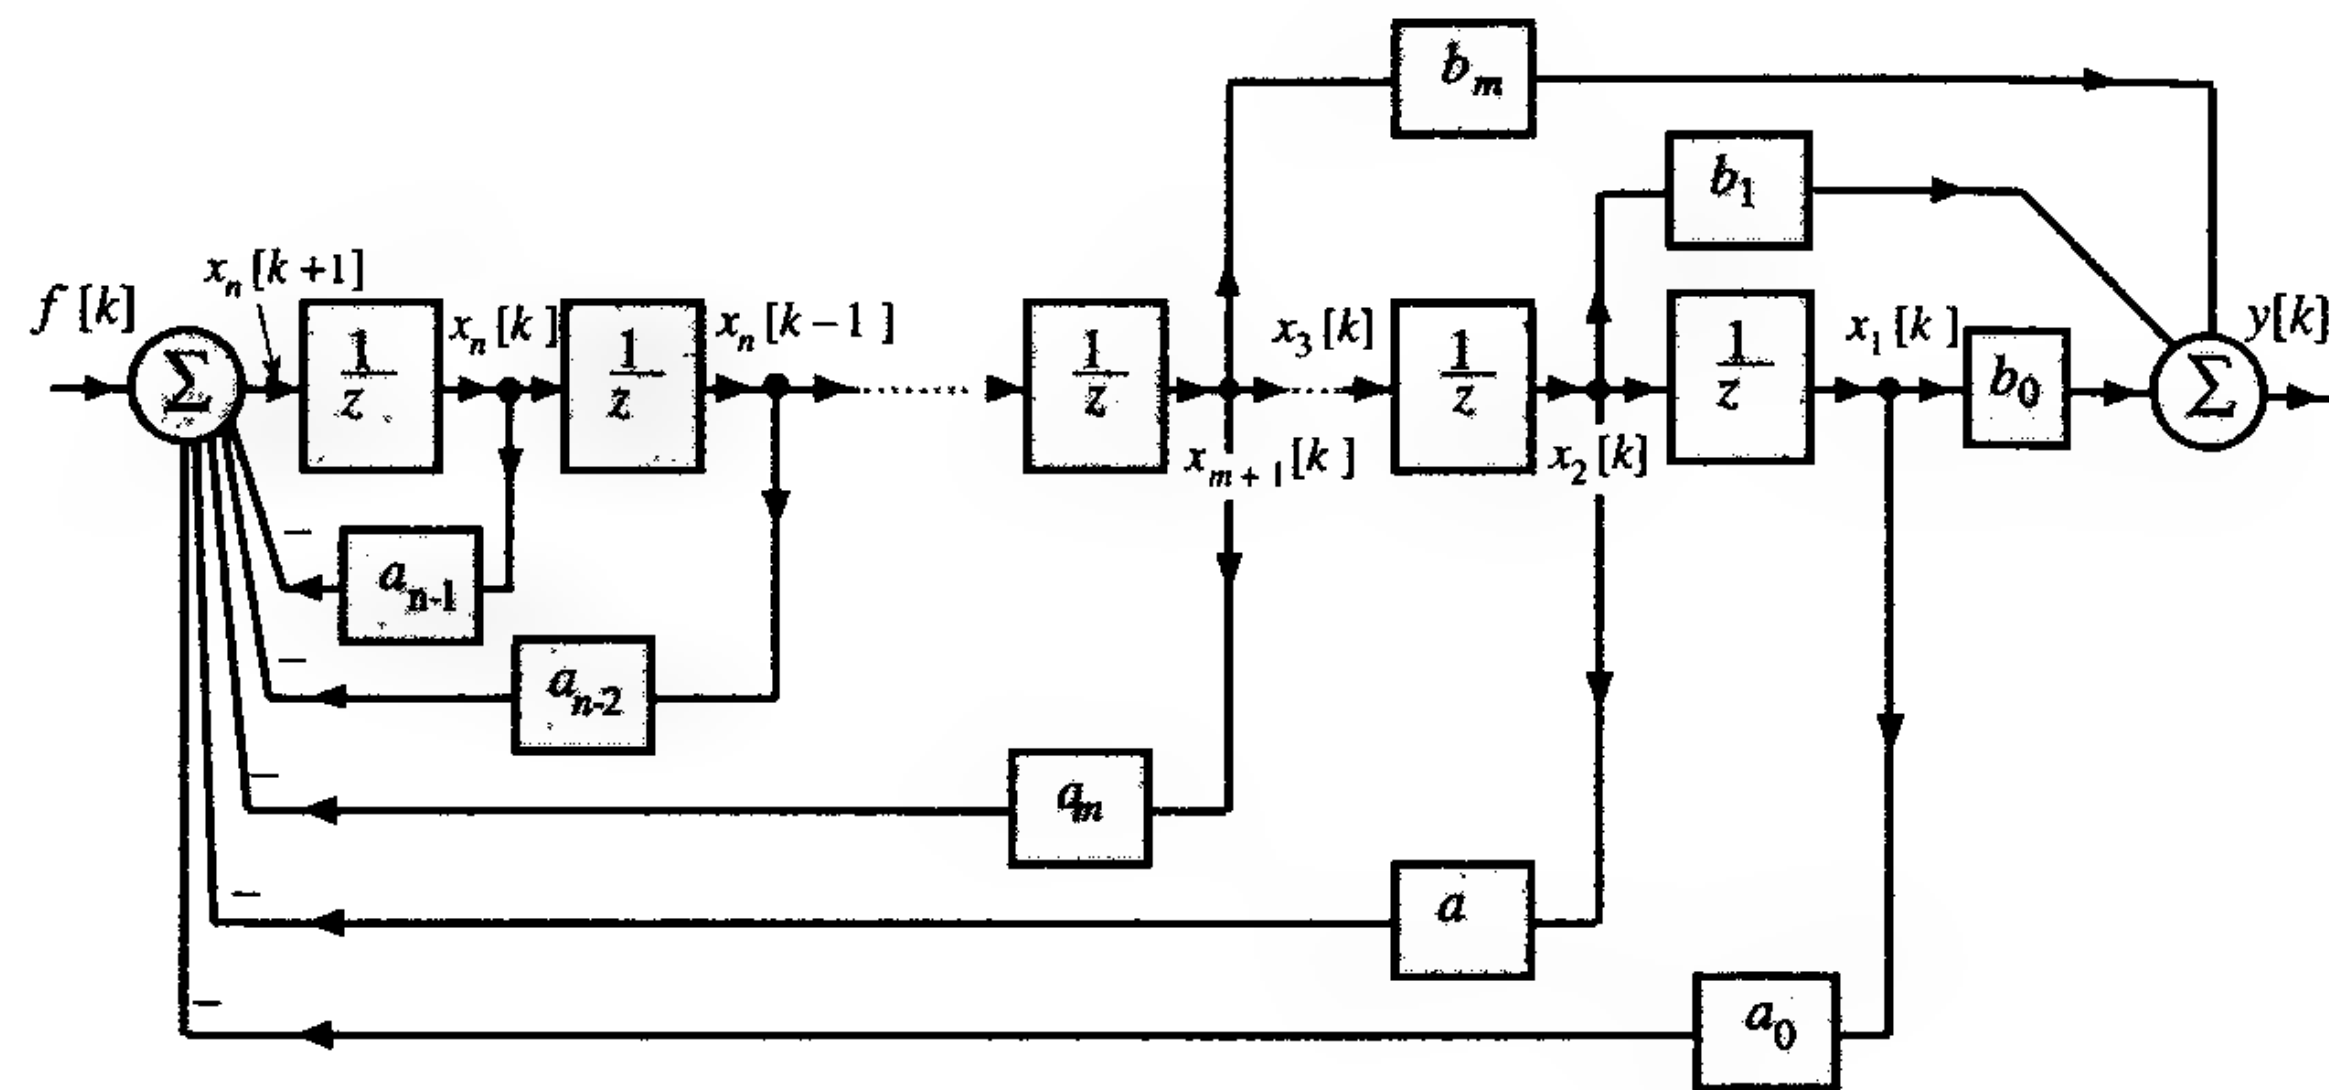 b_m
b_1
x_n[k+1]
f[k]
Σ
1/z
x_n[k]
1/z
x_n[k-1]
1/z
x_3[k]
1/z
1/z
x_1[k]
b_0
Σ
y[k]
x_{m+1}[k]
x_2[k]
−
a_{n-1}
−
a_{n-2}
−
a_m
−
a
−
a_0